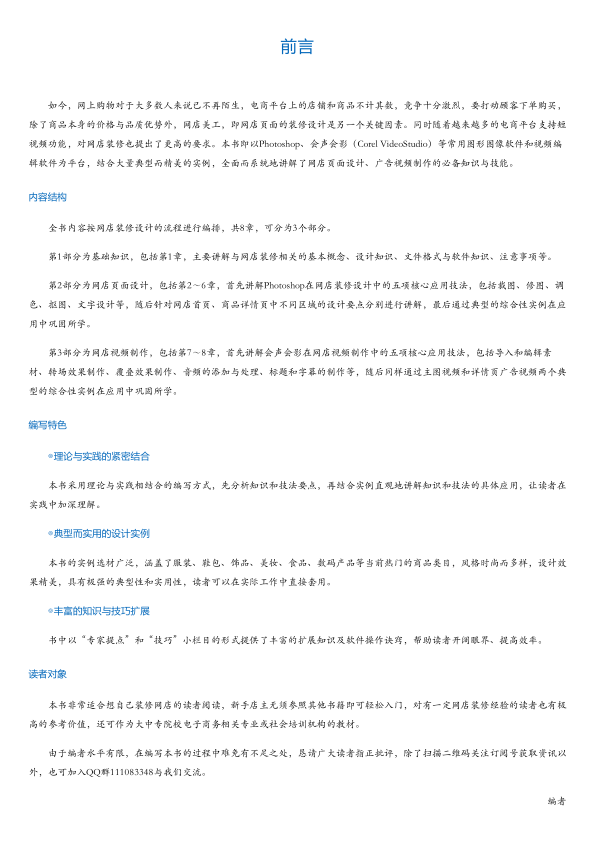 前言
如今，网上购物对于大多数人来说已不再陌生，电商平台上的店铺和商品不计其数，竞争十分激烈，要打动顾客下单购买，
除了商品本身的价格与品质优势外，网店美工，即网店页面的装修设计是另一个关键因素。同时随着越来越多的电商平台支持短
视频功能，对网店装修也提出了更高的要求。本书即以Photoshop、会声会影（Corel VideoStudio）等常用图形图像软件和视频编
辑软件为平台，结合大量典型而精美的实例，全面而系统地讲解了网店页面设计、广告视频制作的必备知识与技能。
内容结构
全书内容按网店装修设计的流程进行编排，共8章，可分为3个部分。
第1部分为基础知识，包括第1章，主要讲解与网店装修相关的基本概念、设计知识、文件格式与软件知识、注意事项等。
第2部分为网店页面设计，包括第2～6章，首先讲解Photoshop在网店装修设计中的五项核心应用技法，包括裁图、修图、调
色、抠图、文字设计等，随后针对网店首页、商品详情页中不同区域的设计要点分别进行讲解，最后通过典型的综合性实例在应
用中巩固所学。
第3部分为网店视频制作，包括第7～8章，首先讲解会声会影在网店视频制作中的五项核心应用技法，包括导入和编辑素
材、转场效果制作、覆叠效果制作、音频的添加与处理、标题和字幕的制作等，随后同样通过主图视频和详情页广告视频两个典
型的综合性实例在应用中巩固所学。
编写特色
◎理论与实践的紧密结合
本书采用理论与实践相结合的编写方式，先分析知识和技法要点，再结合实例直观地讲解知识和技法的具体应用，让读者在
实践中加深理解。
◎典型而实用的设计实例
本书的实例选材广泛，涵盖了服装、鞋包、饰品、美妆、食品、数码产品等当前热门的商品类目，风格时尚而多样，设计效
果精美，具有极强的典型性和实用性，读者可以在实际工作中直接套用。
◎丰富的知识与技巧扩展
书中以“专家提点”和“技巧”小栏目的形式提供了丰富的扩展知识及软件操作诀窍，帮助读者开阔眼界、提高效率。
读者对象
本书非常适合想自己装修网店的读者阅读，新手店主无须参照其他书籍即可轻松入门，对有一定网店装修经验的读者也有极
高的参考价值，还可作为大中专院校电子商务相关专业或社会培训机构的教材。
由于编者水平有限，在编写本书的过程中难免有不足之处，恳请广大读者指正批评，除了扫描二维码关注订阅号获取资讯以
外，也可加入QQ群111083348与我们交流。
编者